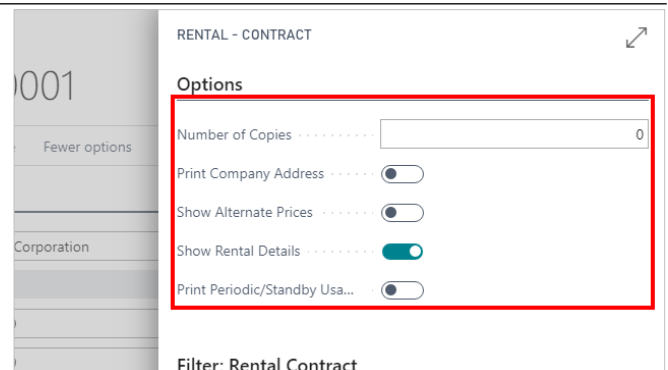 RENTAL - CONTRACT
0001
Options
Number of Copies 0
Fewer options
Print Company Address
Show Alternate Prices
Corporation
Show Rental Details
Print Periodic/Standby Usa...
Filter: Rental Contract